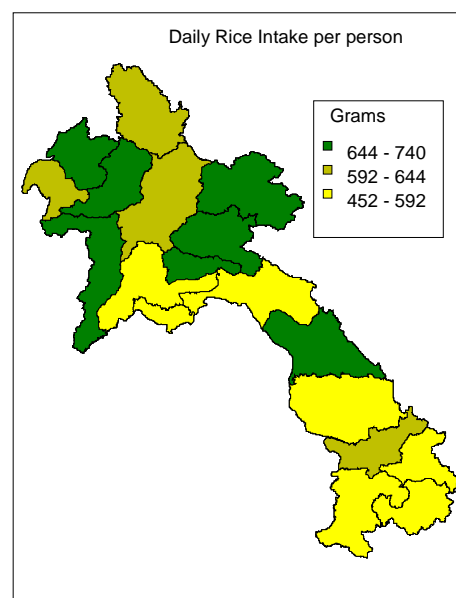 Daily Rice Intake per person
Grams
644 - 740
592 - 644
452 - 592